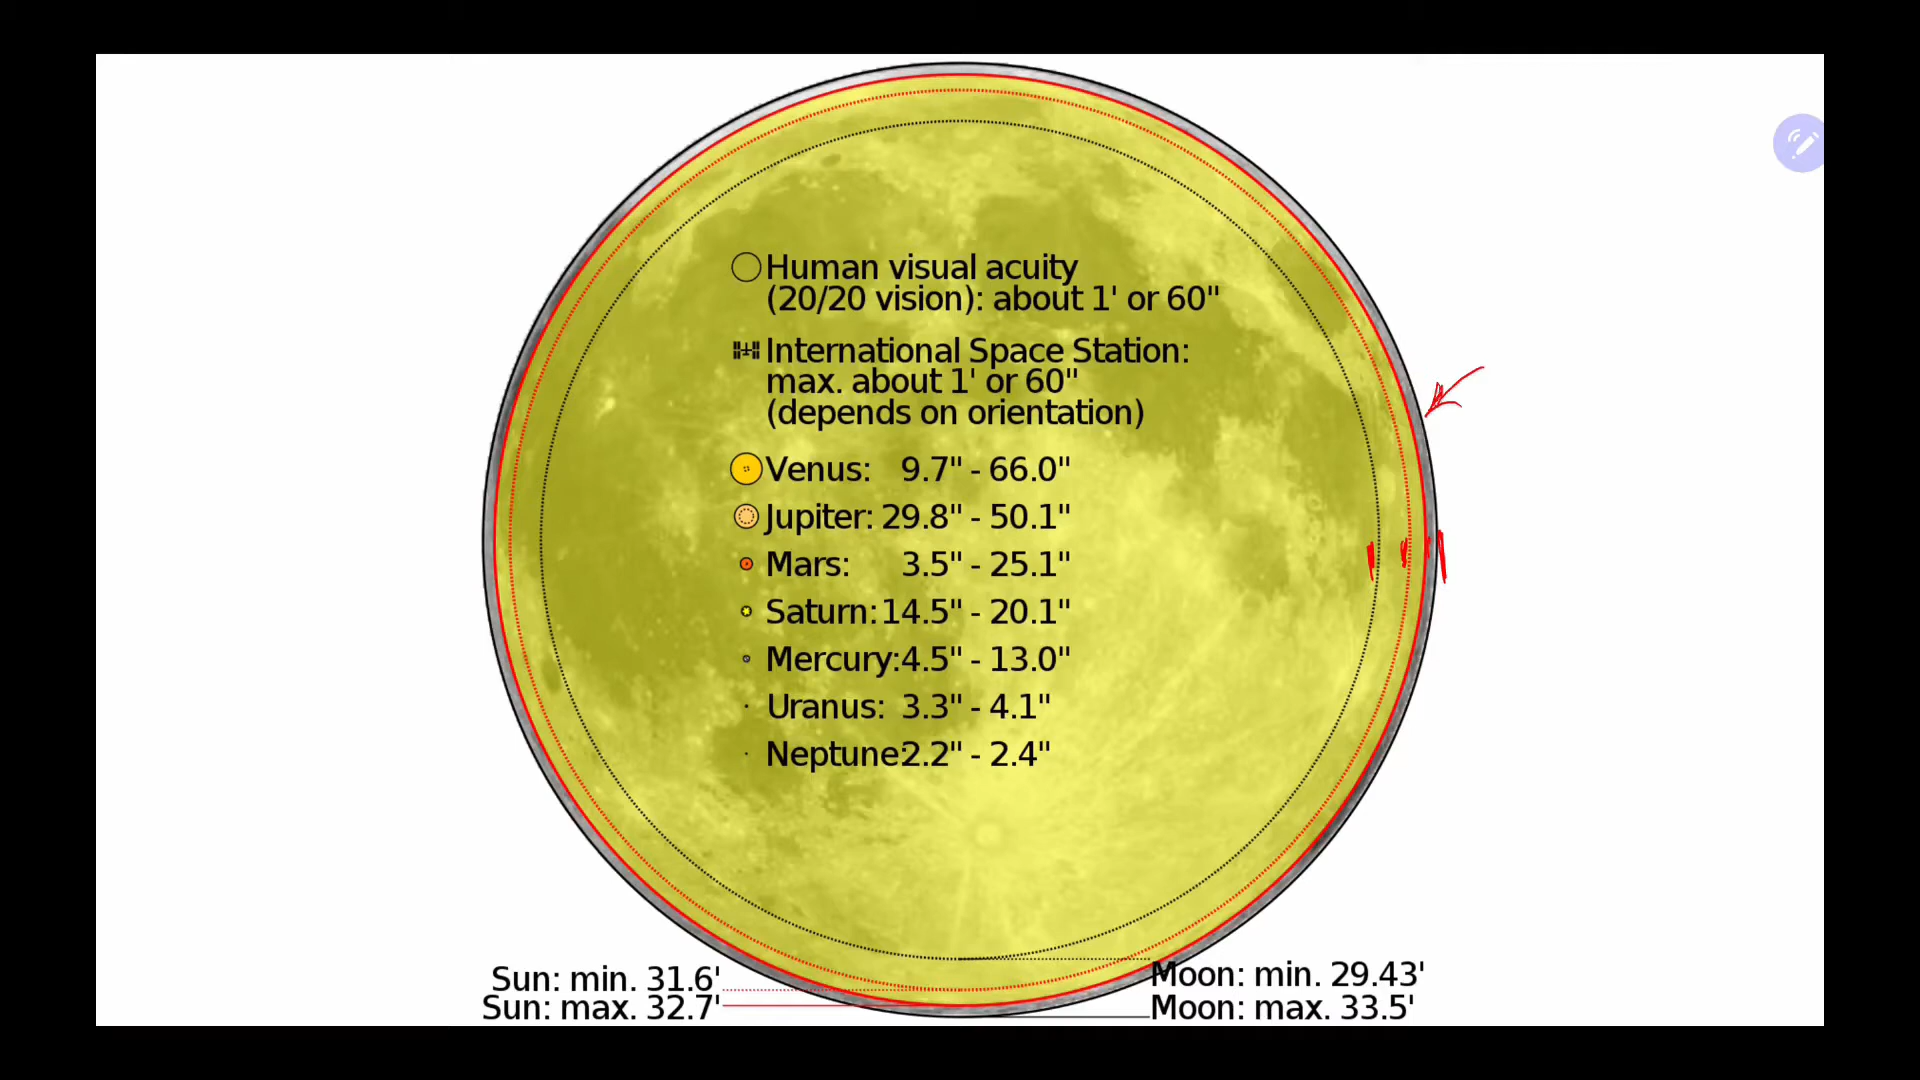 Human visual acuity
(20/20 vision): about 1' or 60"
International Space Station:
max. about 1' or 60"
(depends on orientation)
Venus: 9.7" - 66.0"
Jupiter: 29.8" - 50.1"
Mars: 3.5" - 25.1"
Saturn: 14.5" - 20.1"
Mercury: 4.5" - 13.0"
Uranus: 3.3" - 4.1"
Neptune: 2.2" - 2.4"
Sun: min. 31.6'
Sun: max. 32.7'
Moon: min. 29.43'
Moon: max. 33.5'